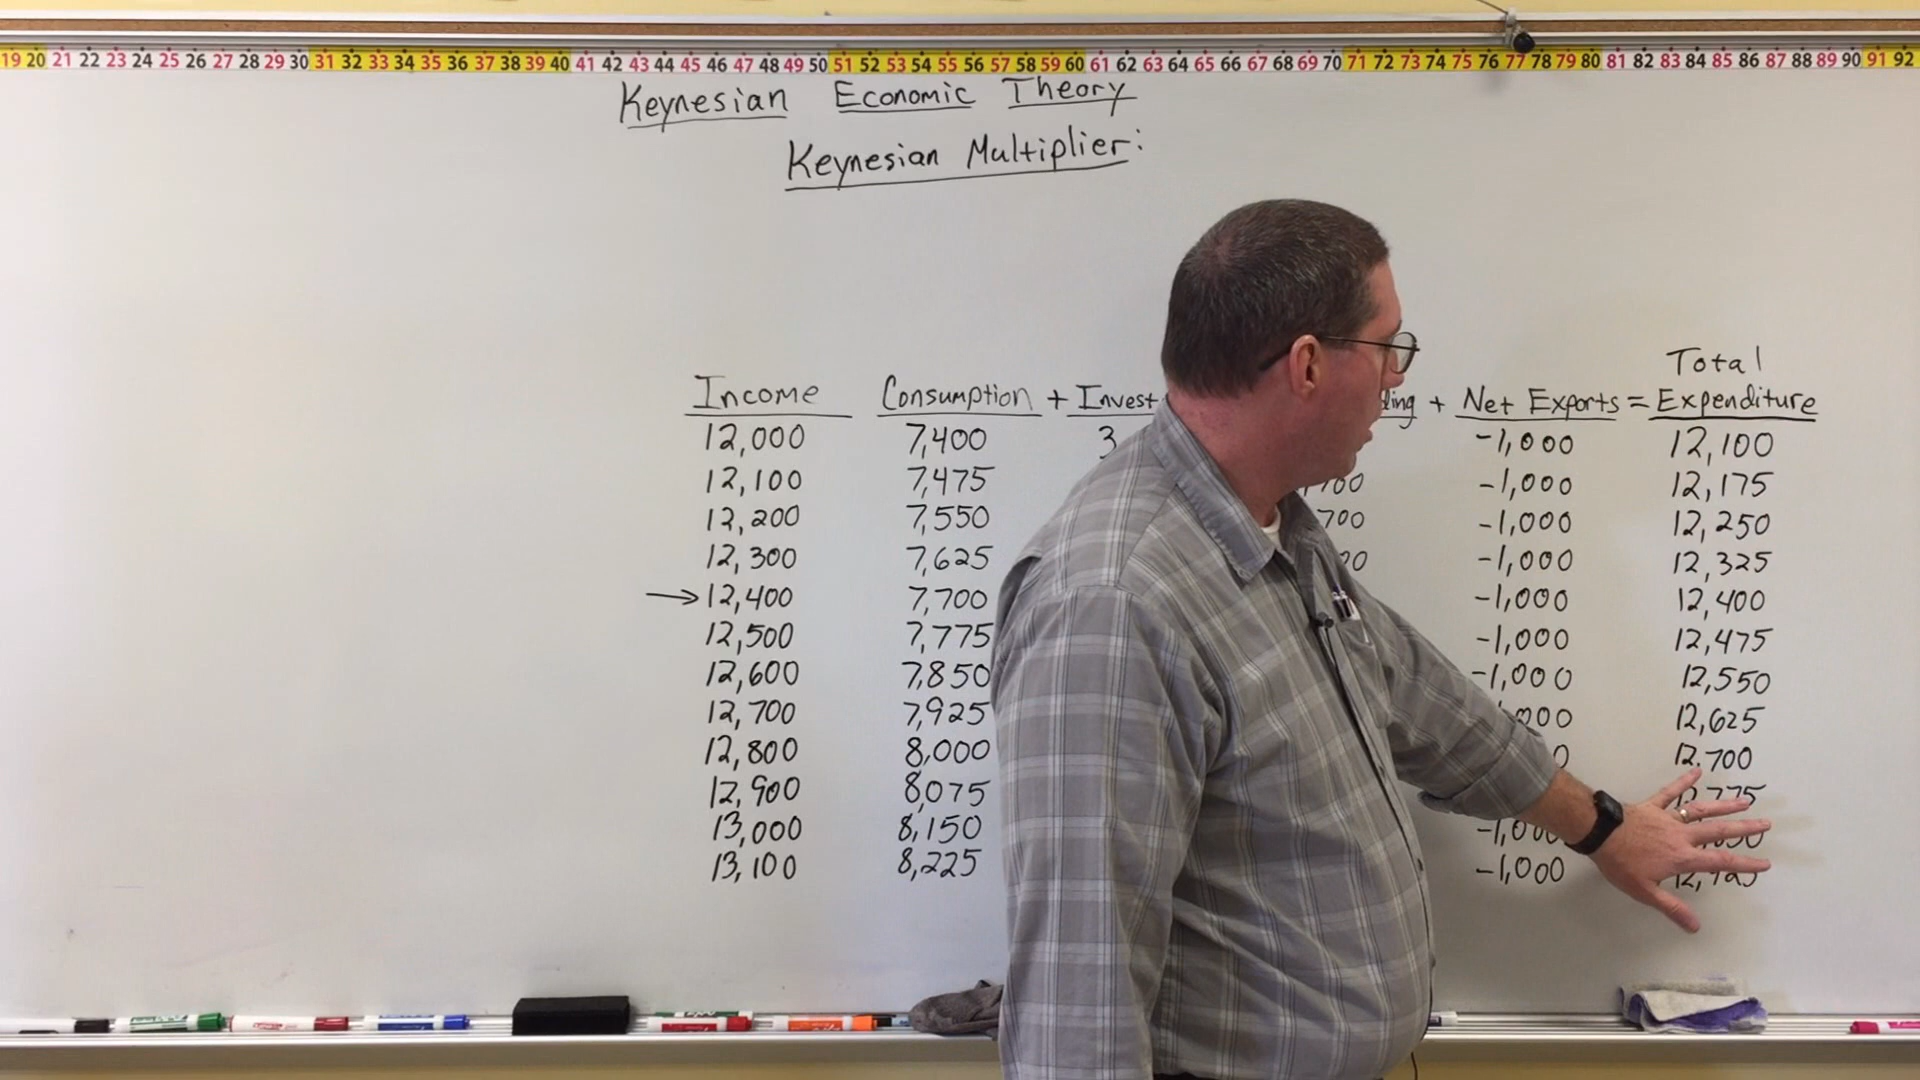 19 20 21 22 23 24 25 26 27 28 29 30 31 32 33 34 35 36 37 38 39 40 41 42 43 44 45 46 47 48 49 50 51 52 53 54 55 56 57 58 59 60 61 62 63 64 65 66 67 68 69 70 71 72 73 74 75 76 77 78 79 80 81 82 83 84 85 86 87 88 89 90 91 92
Keynesian Economic Theory
Keynesian Multiplier:
Total
Income Consumption + Invest + Net Exports = Expenditure
12,000 7,400 3 -1,000 12,100
12,100 7,475 -1,000 12,175
12,200 7,550 700 -1,000 12,250
12,300 7,625 -1,000 12,325
→ 12,400 7,700 -1,000 12,400
12,500 7,775 -1,000 12,475
12,600 7,850 -1,000 12,550
12,700 7,925 12,625
12,800 8,000 12,700
12,900 8,075
13,000 8,150
13,100 8,225 -1,000